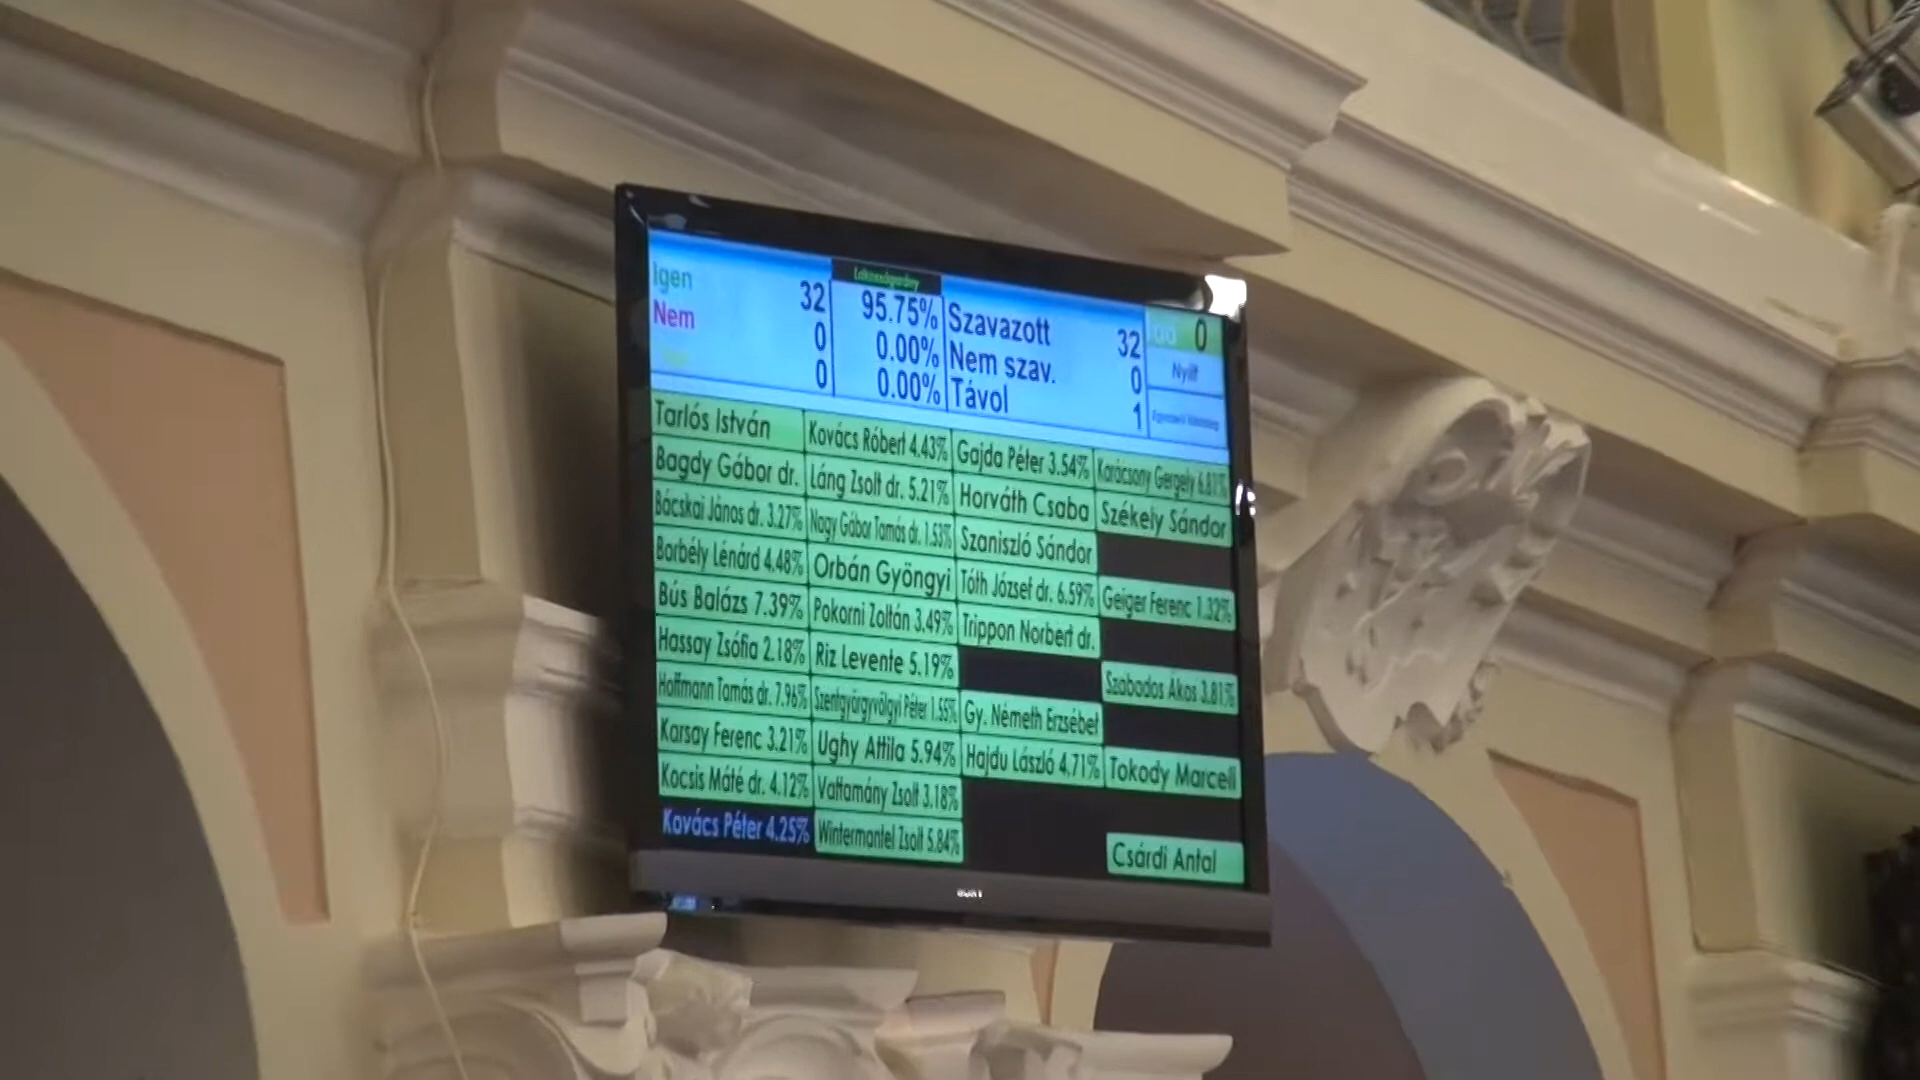 Lakosságarány
Igen 32 95.75% Szavazott 32 0
Nem 0 0.00% Nem szav. 0 Nyílt
0 0.00% Távol 1
Tarlós István Kovács Róbert 4.43% Gajda Péter 3.54% Karácsony Gergely 6.81%
Bagdy Gábor dr. Láng Zsolt dr. 5.21% Horváth Csaba Székely Sándor
Bácskai János dr. 3.27% Nagy Gábor Tamás dr. 1.53% Szaniszló Sándor
Borbély Lénárd 4.48% Orbán Gyöngyi Tóth József dr. 6.59% Geiger Ferenc 1.32%
Bús Balázs 7.39% Pokorni Zoltán 3.49% Trippon Norbert dr.
Hassay Zsófia 2.18% Riz Levente 5.19% Szabados Ákos 3.81%
Hoffmann Tamás dr. 7.96% Szentgyörgyvölgyi Péter 1.55% Gy. Németh Erzsébet
Karsay Ferenc 3.21% Ughy Attila 5.94% Hajdu László 4.71% Tokody Marcell
Kocsis Máté dr. 4.12% Vattamány Zsolt 3.18%
Kovács Péter 4.25% Wintermantel Zsolt 5.84% Csárdi Antal
SONY